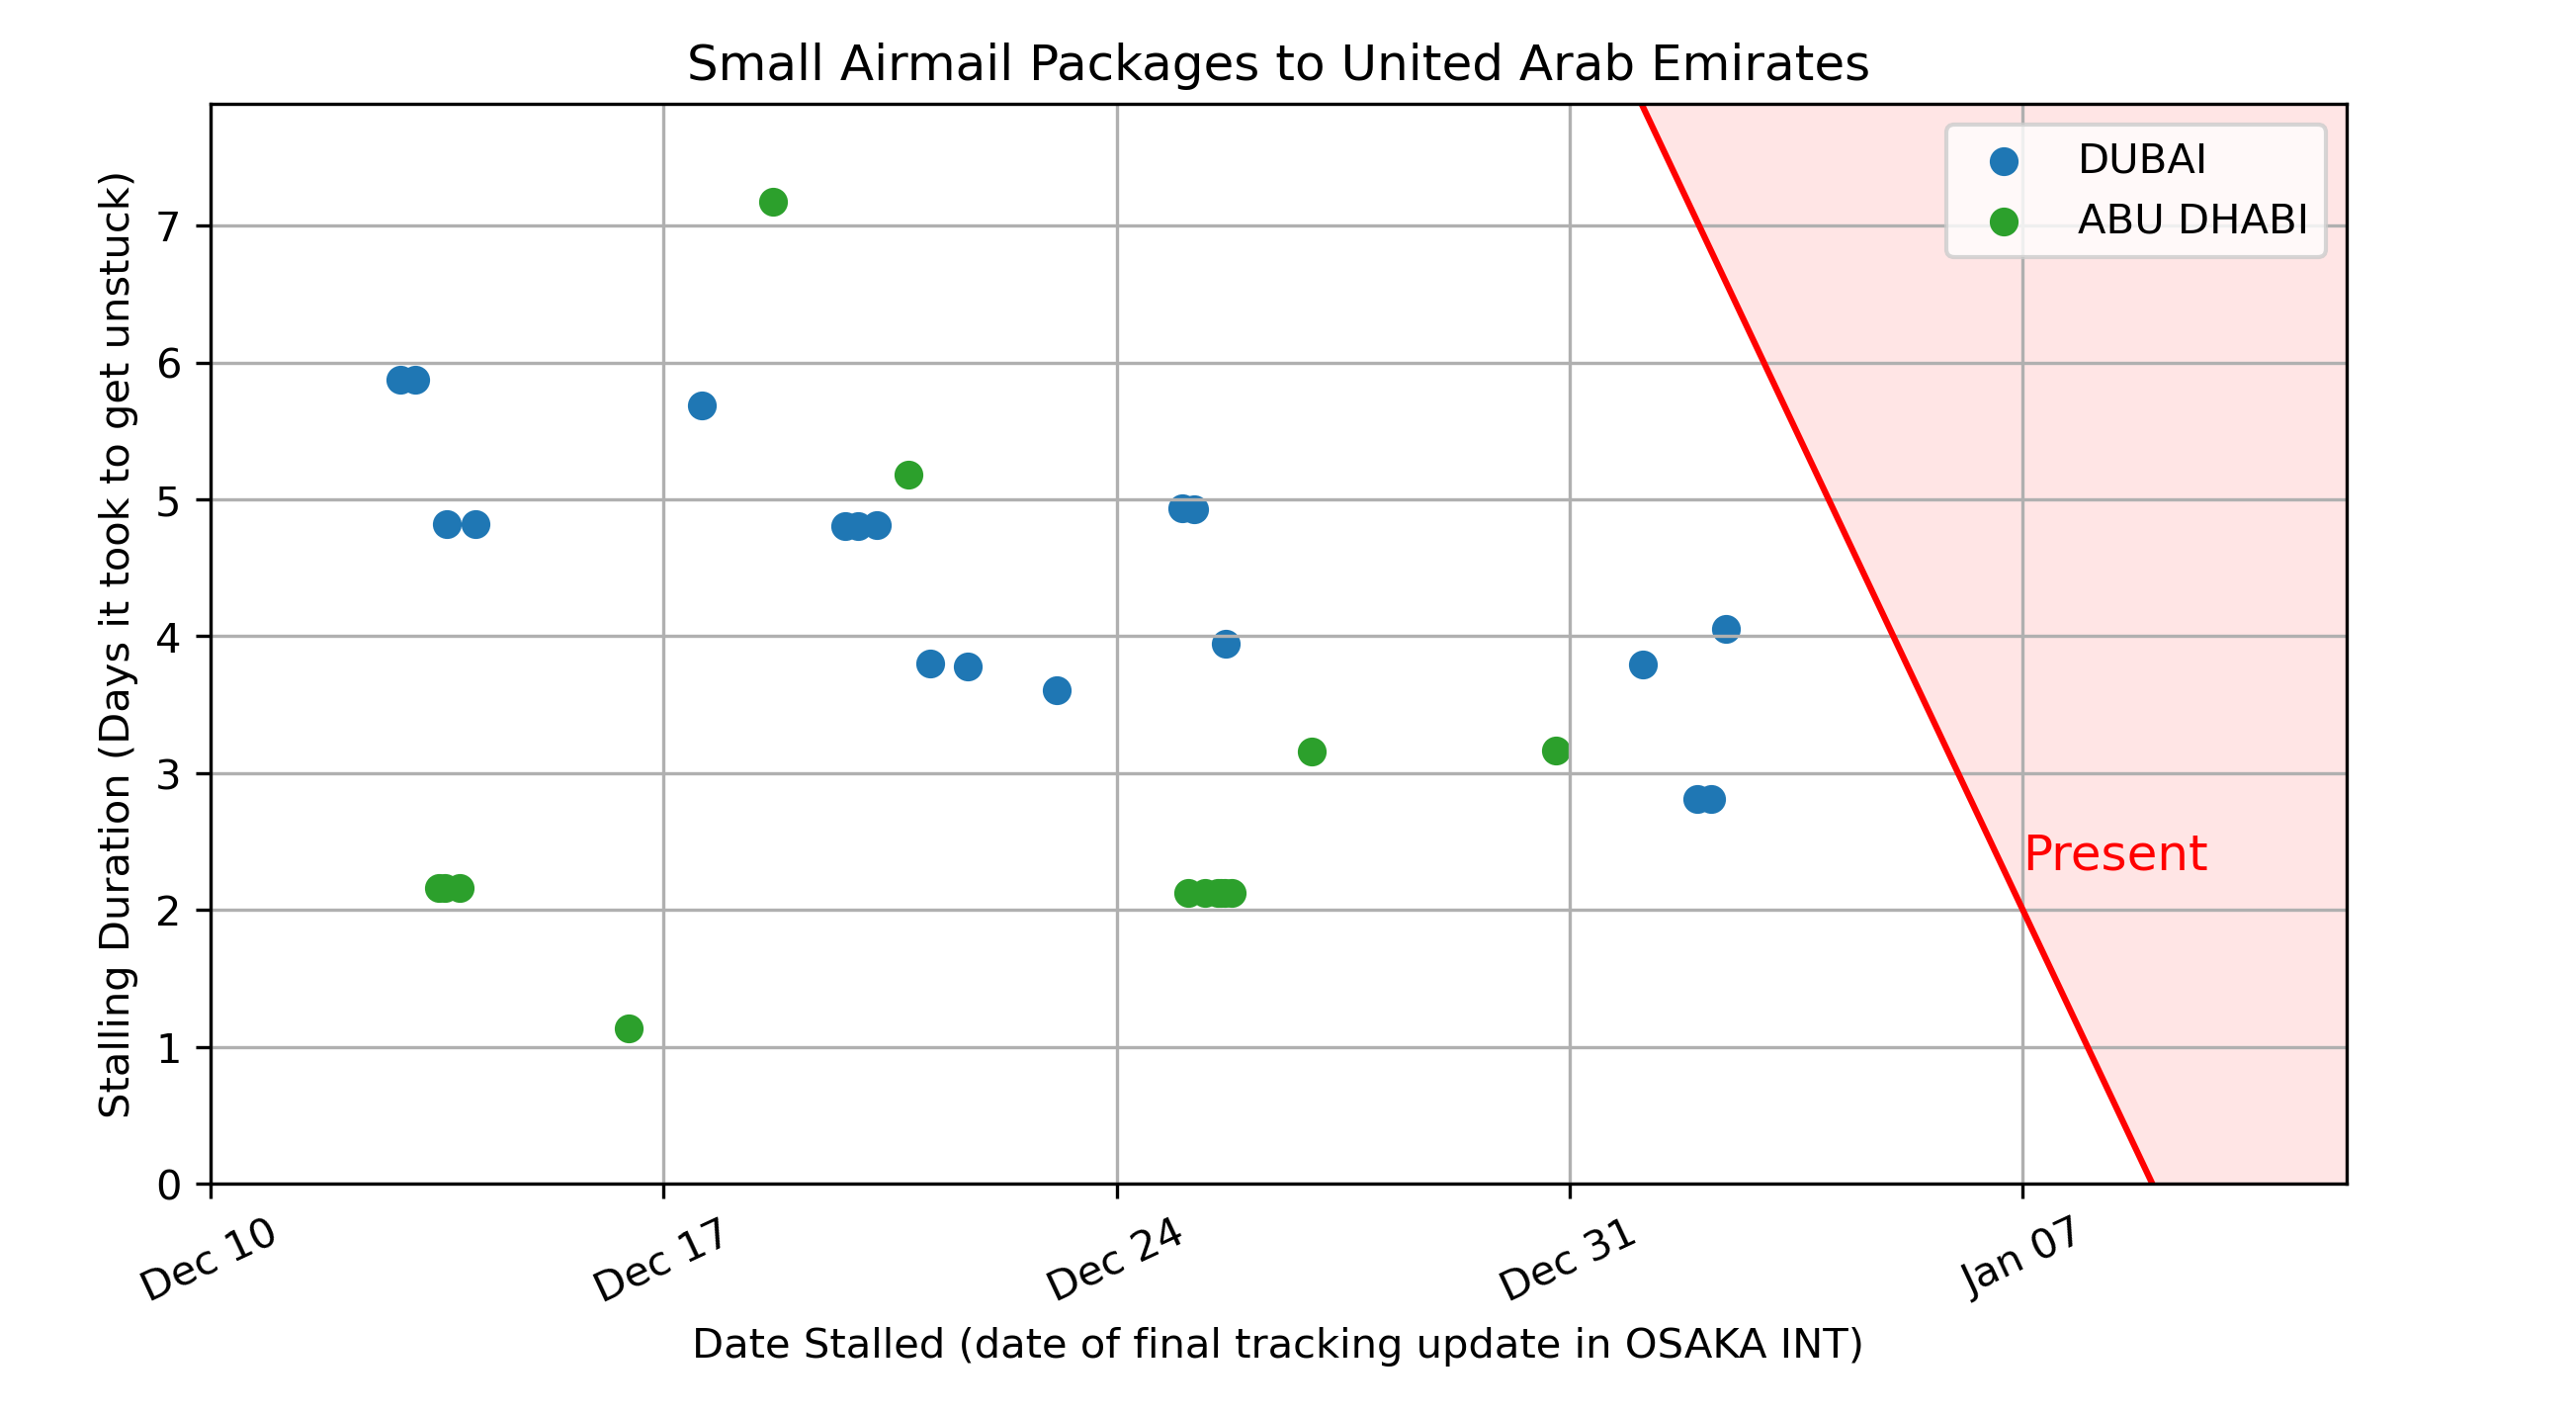 Small Airmail Packages to United Arab Emirates
DUBAI
ABU DHABI
Stalling Duration (Days it took to get unstuck)
7
6
5
4
3
2
1
0
Present
Dec 10
Dec 17
Dec 24
Dec 31
Jan 07
Date Stalled (date of final tracking update in OSAKA INT)